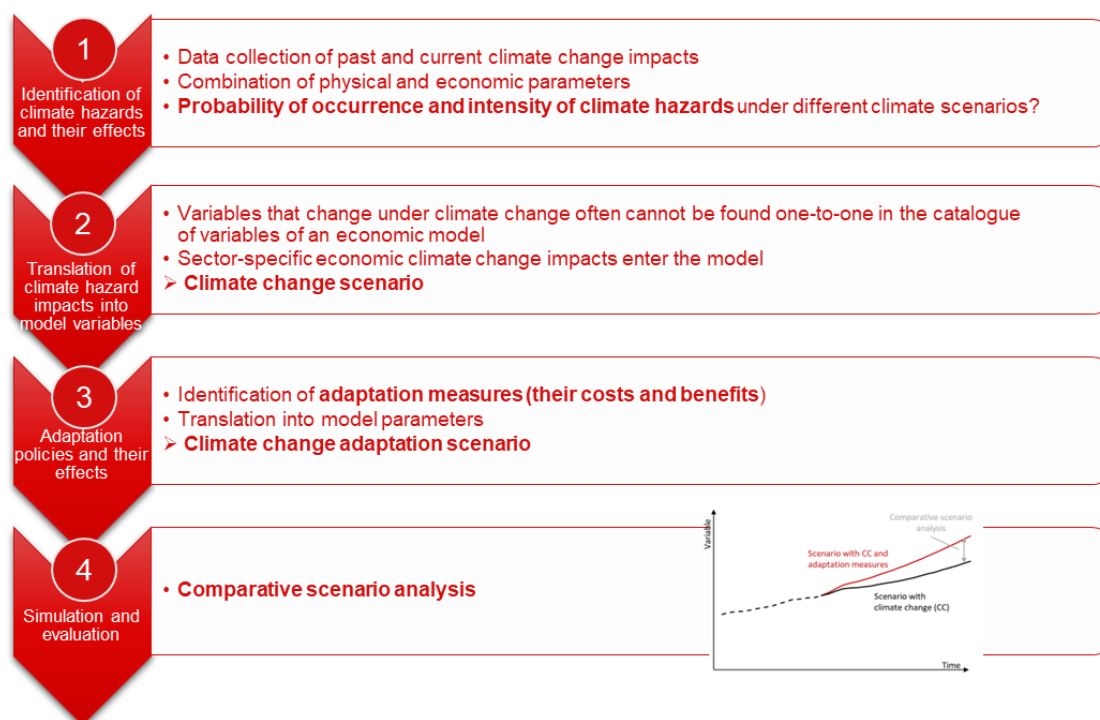 1
Identification of
climate hazards
and their effects
• Data collection of past and current climate change impacts
• Combination of physical and economic parameters
• Probability of occurrence and intensity of climate hazards under different climate scenarios?
2
Translation of
climate hazard
impacts into
model variables
• Variables that change under climate change often cannot be found one-to-one in the catalogue
of variables of an economic model
• Sector-specific economic climate change impacts enter the model
➢ Climate change scenario
3
Adaptation
policies and their
effects
• Identification of adaptation measures (their costs and benefits)
• Translation into model parameters
➢ Climate change adaptation scenario
4
Simulation and
evaluation
• Comparative scenario analysis
Variable
Comparative scenario
analysis
Scenario with CC and
adaptation measures
Scenario with
climate change (CC)
Time